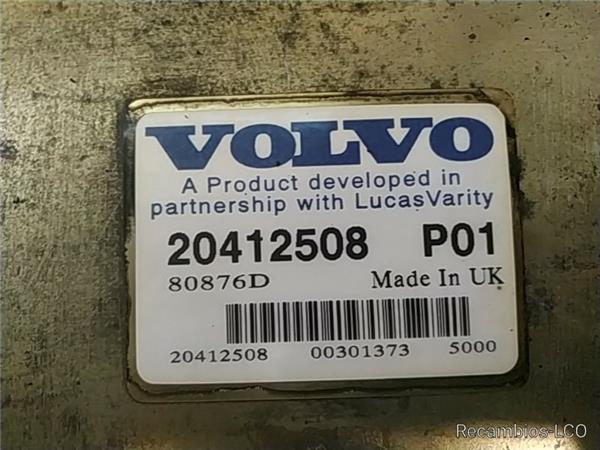 VOLVO
A Product developed in
partnership with LucasVarity
20412508 P01
80876D Made In UK
20412508 00301373 5000
Recambios-LCO